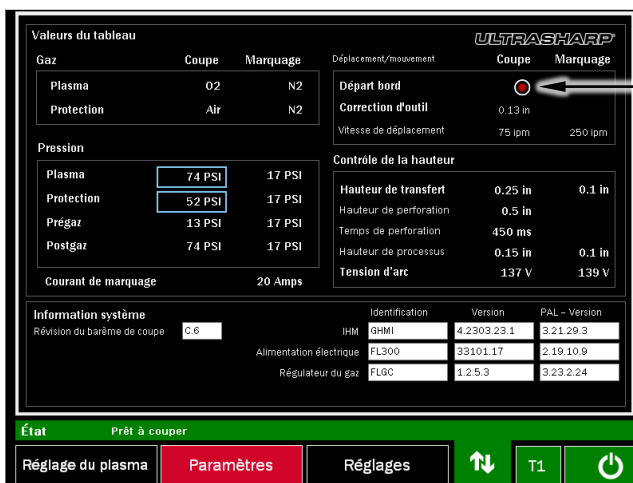 Valeurs du tableau
ULTRASHARP
Gaz Coupe Marquage
Plasma O2 N2
Protection Air N2
Déplacement/mouvement Coupe Marquage
Départ bord
Correction d'outil 0.13 in
Vitesse de déplacement 75 ipm 250 ipm
Pression
Plasma 74 PSI 17 PSI
Protection 52 PSI 17 PSI
Prégaz 13 PSI 17 PSI
Postgaz 74 PSI 17 PSI
Courant de marquage 20 Amps
Contrôle de la hauteur
Hauteur de transfert 0.25 in 0.1 in
Hauteur de perforation 0.5 in
Temps de perforation 450 ms
Hauteur de processus 0.15 in 0.1 in
Tension d'arc 137 V 139 V
Information système
Révision du barême de coupe C.6
Identification Version PAL – Version
IHM GHMI 4.2303.23.1 3.21.29.3
Alimentation électrique FL300 33101.17 2.19.10.9
Régulateur du gaz FLGC 1.2.5.3 3.23.2.24
État Prêt à couper
Réglage du plasma Paramètres Réglages T1